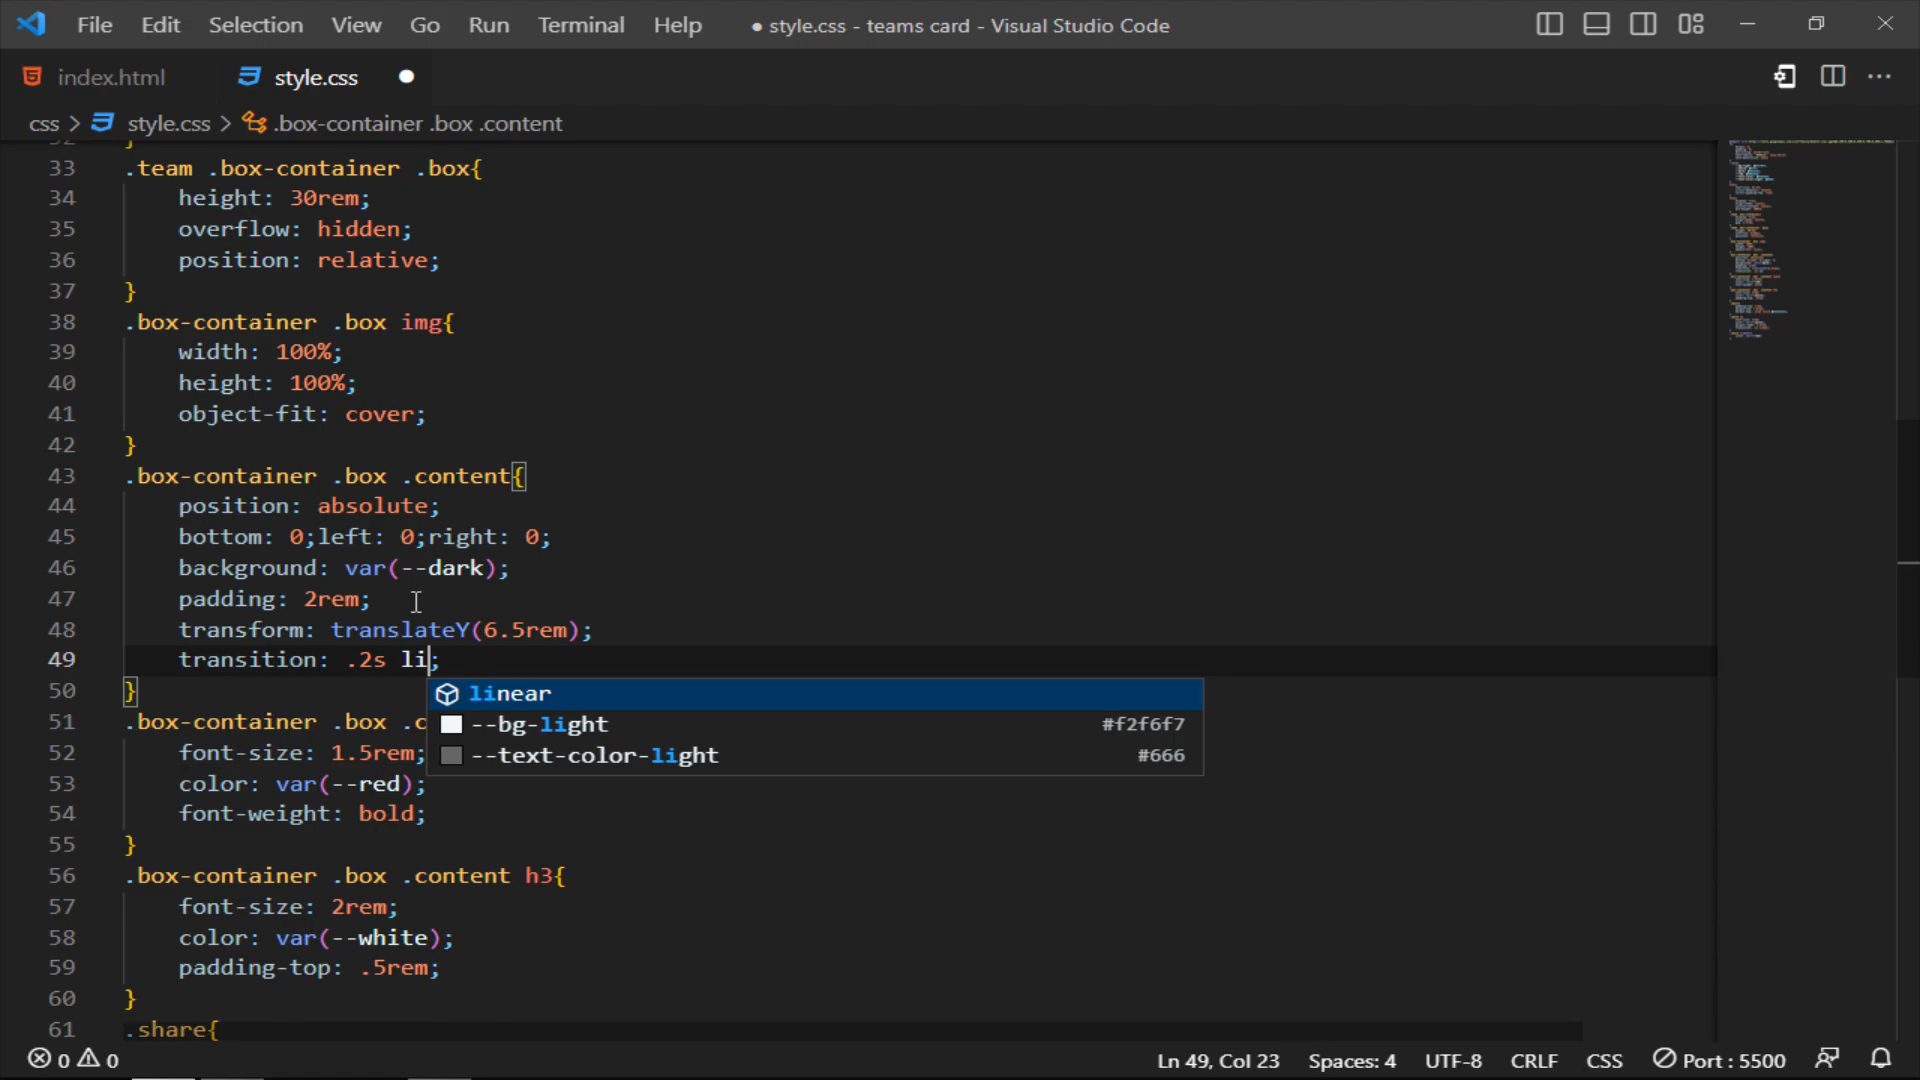 File Edit Selection View Go Run Terminal Help ● style.css - teams card - Visual Studio Code
index.html style.css
css > style.css > .box-container .box .content
33 .team .box-container .box{
34 height: 30rem;
35 overflow: hidden;
36 position: relative;
37 }
38 .box-container .box img{
39 width: 100%;
40 height: 100%;
41 object-fit: cover;
42 }
43 .box-container .box .content{
44 position: absolute;
45 bottom: 0;left: 0;right: 0;
46 background: var(--dark);
47 padding: 2rem;
48 transform: translateY(6.5rem);
49 transition: .2s li;
50 }
linear
51 .box-container .box .c
--bg-light #f2f6f7
52 font-size: 1.5rem;
--text-color-light #666
53 color: var(--red);
54 font-weight: bold;
55 }
56 .box-container .box .content h3{
57 font-size: 2rem;
58 color: var(--white);
59 padding-top: .5rem;
60 }
61 .share{
0 0 Ln 49, Col 23 Spaces: 4 UTF-8 CRLF CSS Port : 5500